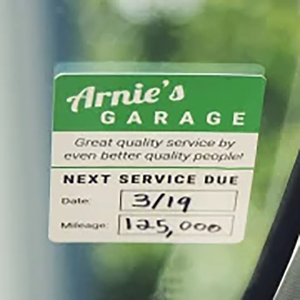 Arnie's
GARAGE
Great quality service by
even better quality people!
NEXT SERVICE DUE
Date: 3/19
Mileage: 125,000